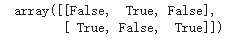 array([[False,  True, False],
       [ True, False,  True]])